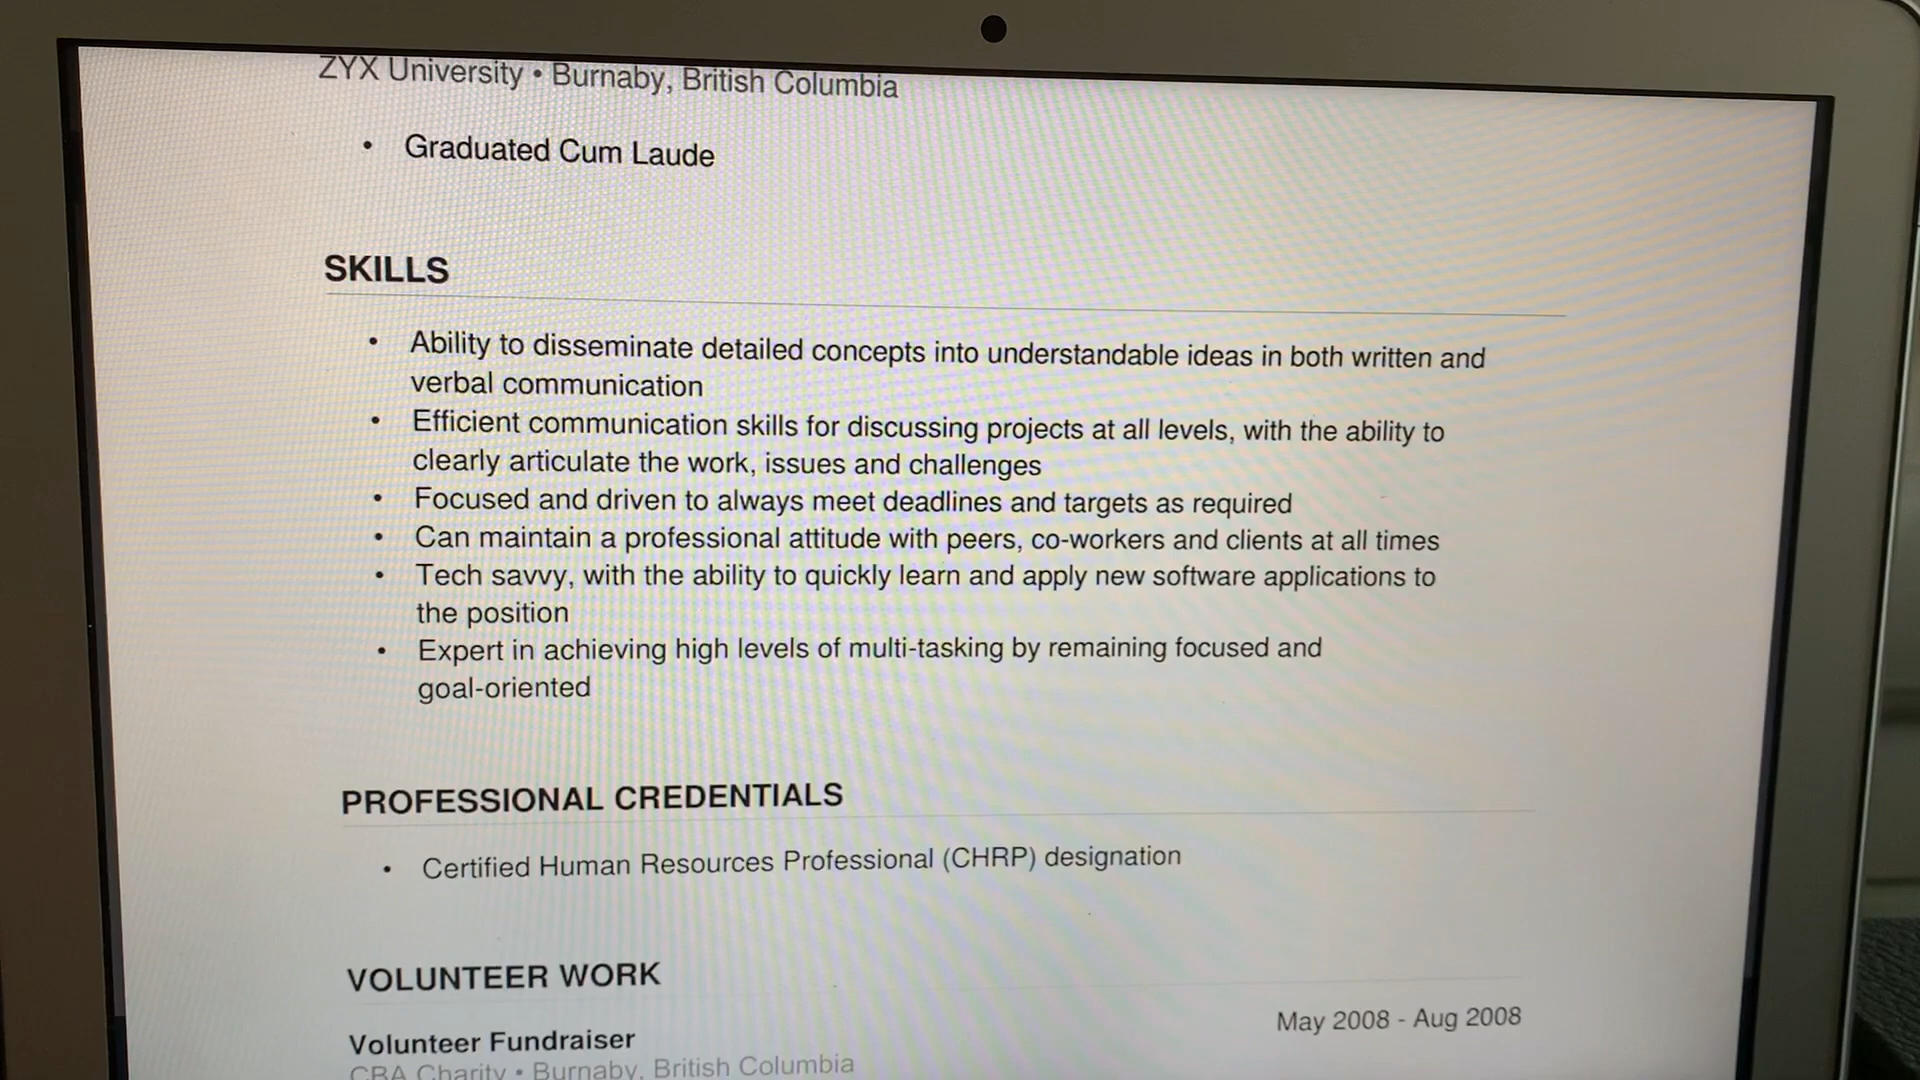 ZYX University • Burnaby, British Columbia
• Graduated Cum Laude
SKILLS
• Ability to disseminate detailed concepts into understandable ideas in both written and
verbal communication
• Efficient communication skills for discussing projects at all levels, with the ability to
clearly articulate the work, issues and challenges
• Focused and driven to always meet deadlines and targets as required
• Can maintain a professional attitude with peers, co-workers and clients at all times
• Tech savvy, with the ability to quickly learn and apply new software applications to
the position
• Expert in achieving high levels of multi-tasking by remaining focused and
goal-oriented
PROFESSIONAL CREDENTIALS
• Certified Human Resources Professional (CHRP) designation
VOLUNTEER WORK
Volunteer Fundraiser May 2008 - Aug 2008
CBA Charity • Burnaby, British Columbia